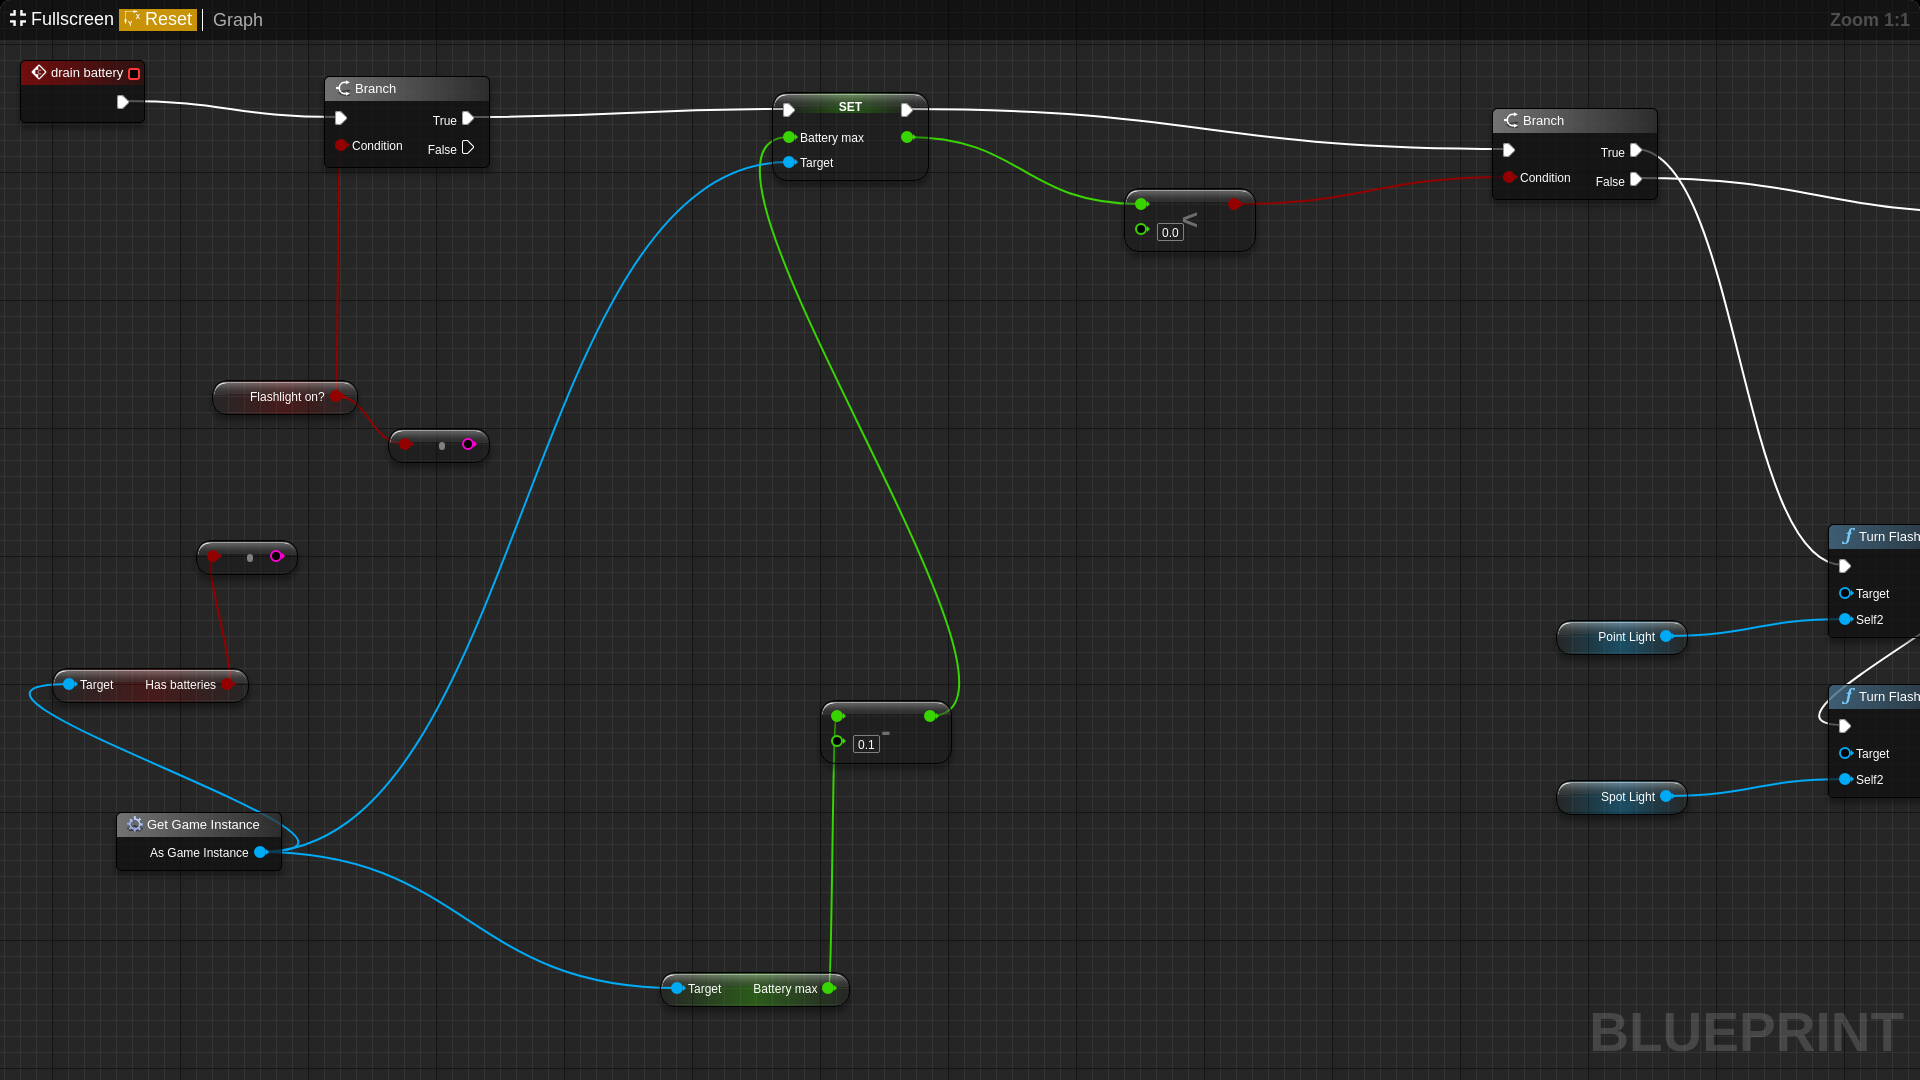 Fullscreen Reset Graph
Zoom 1:1
drain battery
Branch
True
Condition
False
SET
Battery max
Target
Branch
True
Condition
False
<
0.0
Flashlight on?
Target Has batteries
Get Game Instance
As Game Instance
-
0.1
Target Battery max
Turn Flash
Target
Self2
Point Light
Turn Flash
Target
Self2
Spot Light
BLUEPRINT